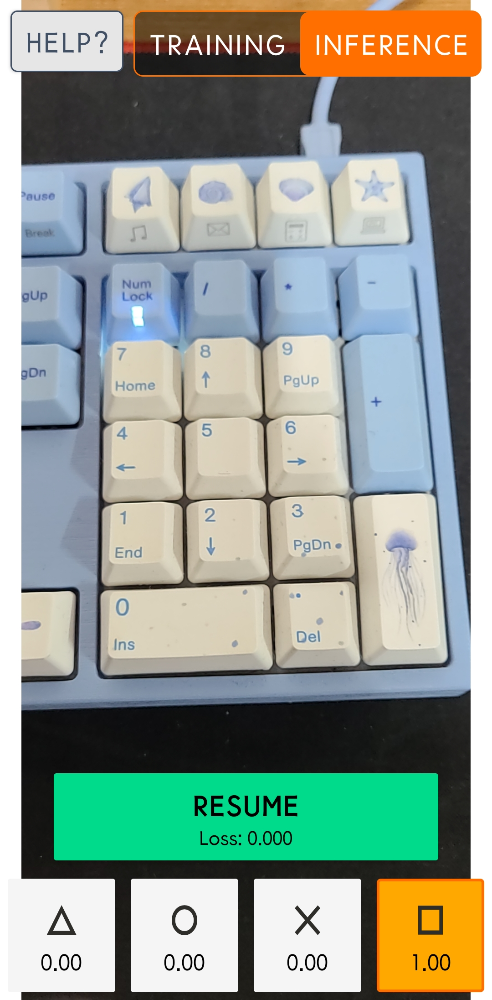 HELP?
TRAINING
INFERENCE
Pause
Break
Num
Lock
/
*
-
gUp
7
Home
8
↑
9
PgUp
+
gDn
4
←
5
6
→
1
End
2
↓
3
PgDn
0
Ins
Del
RESUME
Loss: 0.000
△
○
×
□
0.00
0.00
0.00
1.00